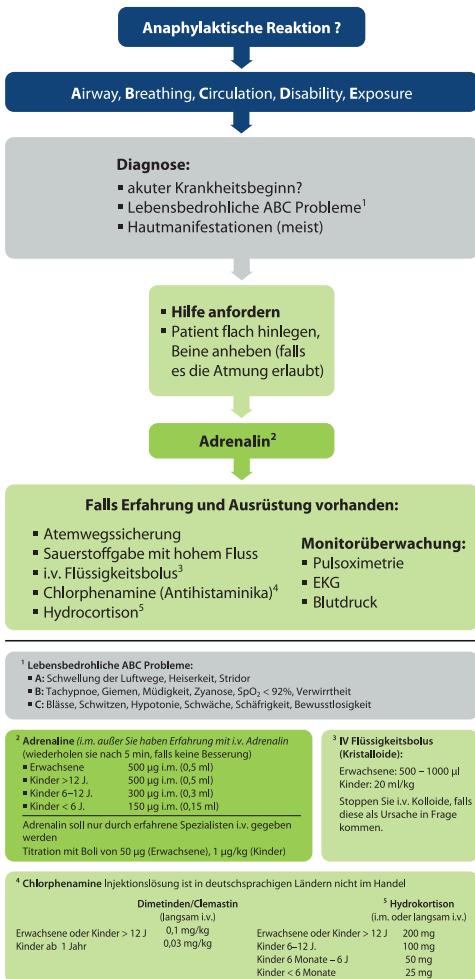 Anaphylaktische Reaktion ?
Airway, Breathing, Circulation, Disability, Exposure
Diagnose:
▪ akuter Krankheitsbeginn?
▪ Lebensbedrohliche ABC Probleme¹
▪ Hautmanifestationen (meist)
▪ Hilfe anfordern
▪ Patient flach hinlegen,
Beine anheben (falls
es die Atmung erlaubt)
Adrenalin²
Falls Erfahrung und Ausrüstung vorhanden:
▪ Atemwegssicherung
▪ Sauerstoffgabe mit hohem Fluss
▪ i.v. Flüssigkeitsbolus³
▪ Chlorphenamine (Antihistaminika)⁴
▪ Hydrocortison⁵
Monitorüberwachung:
▪ Pulsoximetrie
▪ EKG
▪ Blutdruck
¹ Lebensbedrohliche ABC Probleme:
▪ A: Schwellung der Luftwege, Heiserkeit, Stridor
▪ B: Tachypnoe, Giemen, Müdigkeit, Zyanose, SpO₂ < 92%, Verwirrtheit
▪ C: Blässe, Schwitzen, Hypotonie, Schwäche, Schäfrigkeit, Bewusstlosigkeit
² Adrenaline (i.m. außer Sie haben Erfahrung mit i.v. Adrenalin
(wiederholen sie nach 5 min, falls keine Besserung)
▪ Erwachsene 500 µg i.m. (0,5 ml)
▪ Kinder >12 J. 500 µg i.m. (0,5 ml)
▪ Kinder 6–12 J. 300 µg i.m. (0,3 ml)
▪ Kinder < 6 J. 150 µg i.m. (0,15 ml)
Adrenalin soll nur durch erfahrene Spezialisten i.v. gegeben
werden
Titration mit Boli von 50 µg (Erwachsene), 1 µg/kg (Kinder)
³ IV Flüssigkeitsbolus
(Kristalloide):
Erwachsene: 500 – 1000 µl
Kinder: 20 ml/kg
Stoppen Sie i.v. Kolloide, falls
diese als Ursache in Frage
kommen.
⁴ Chlorphenamine Injektionslösung ist in deutschsprachigen Ländern nicht im Handel
Dimetinden/Clemastin
(langsam i.v.)
Erwachsene oder Kinder > 12 J 0,1 mg/kg
Kinder ab 1 Jahr 0,03 mg/kg
⁵ Hydrokortison
(i.m. oder langsam i.v.)
Erwachsene oder Kinder > 12 J 200 mg
Kinder 6–12 J. 100 mg
Kinder 6 Monate – 6 J 50 mg
Kinder < 6 Monate 25 mg